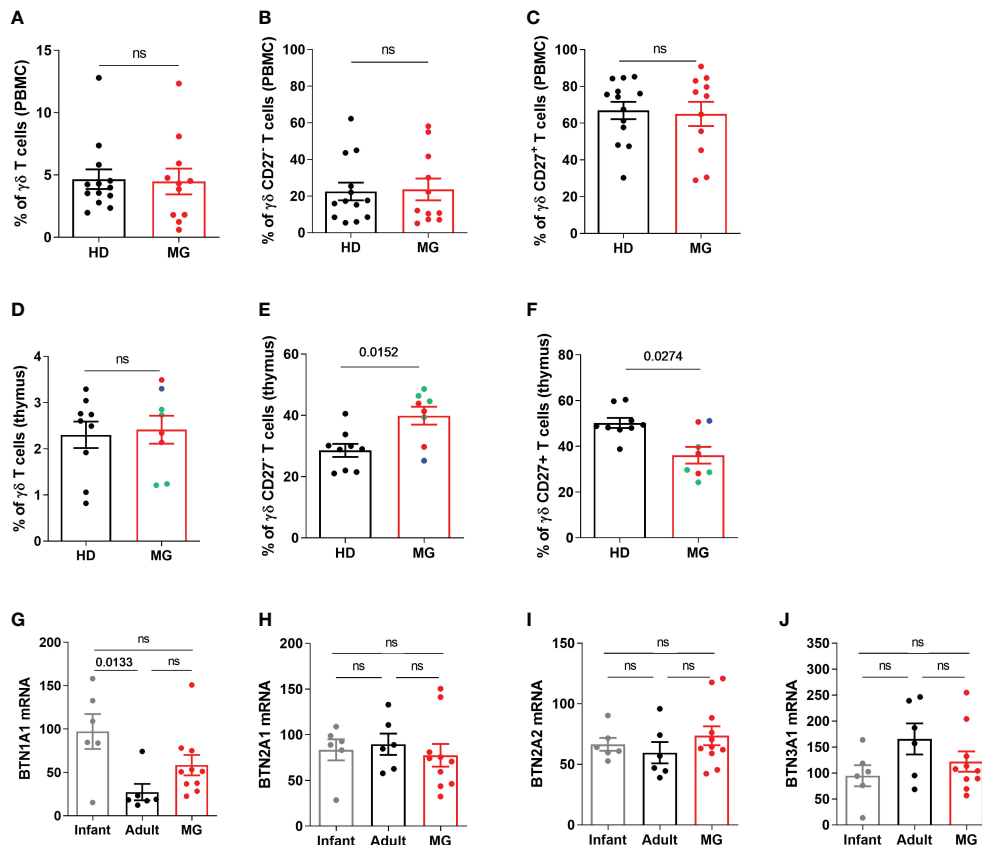 A
% of γδ T cells (PBMC)
15
10
5
0
ns
HD
MG
B
% of γδ CD27⁻ T cells (PBMC)
100
80
60
40
20
0
ns
HD
MG
C
% of γδ CD27⁺ T cells (PBMC)
100
80
60
40
20
0
ns
HD
MG
D
% of γδ T cells (thymus)
4
3
2
1
0
ns
HD
MG
E
% of γδ CD27⁻ T cells (thymus)
60
40
20
0
0.0152
HD
MG
F
% of γδ CD27+ T cells (thymus)
80
60
40
20
0
0.0274
HD
MG
G
BTN1A1 mRNA
200
150
100
50
0
ns
0.0133
ns
Infant
Adult
MG
H
BTN2A1 mRNA
200
150
100
50
0
ns
ns
ns
Infant
Adult
MG
I
BTN2A2 mRNA
150
100
50
0
ns
ns
ns
Infant
Adult
MG
J
BTN3A1 mRNA
350
300
250
200
150
100
50
0
ns
ns
ns
Infant
Adult
MG